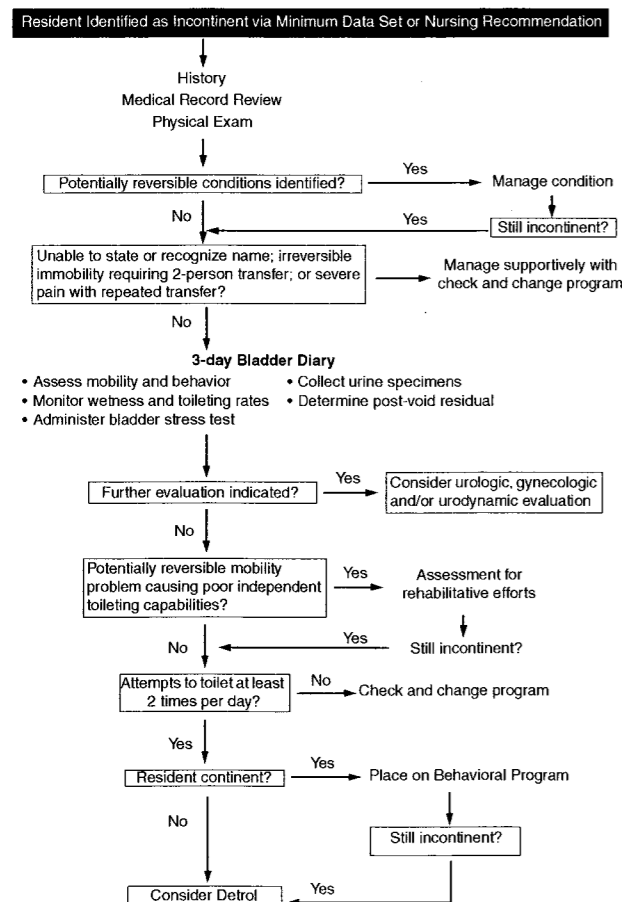 Resident Identified as Incontinent via Minimum Data Set or Nursing Recommendation
History
Medical Record Review
Physical Exam
Potentially reversible conditions identified?
Yes
Manage condition
No
Yes
Still incontinent?
Unable to state or recognize name; irreversible
immobility requiring 2-person transfer; or severe
pain with repeated transfer?
Manage supportively with
check and change program
No
3-day Bladder Diary
• Assess mobility and behavior
• Monitor wetness and toileting rates
• Administer bladder stress test
• Collect urine specimens
• Determine post-void residual
Further evaluation indicated?
Yes
Consider urologic, gynecologic
and/or urodynamic evaluation
No
Potentially reversible mobility
problem causing poor independent
toileting capabilities?
Yes
Assessment for
rehabilitative efforts
No
Yes
Still incontinent?
Attempts to toilet at least
2 times per day?
No
Check and change program
Yes
Resident continent?
Yes
Place on Behavioral Program
No
Still incontinent?
Yes
Consider Detrol